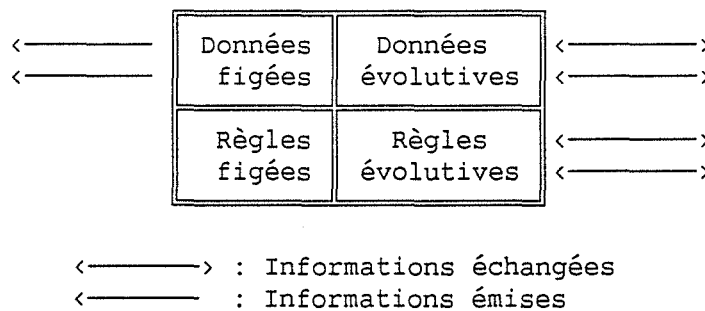 Données
figées
Données
évolutives
Règles
figées
Règles
évolutives
<———> : Informations échangées
<——— : Informations émises